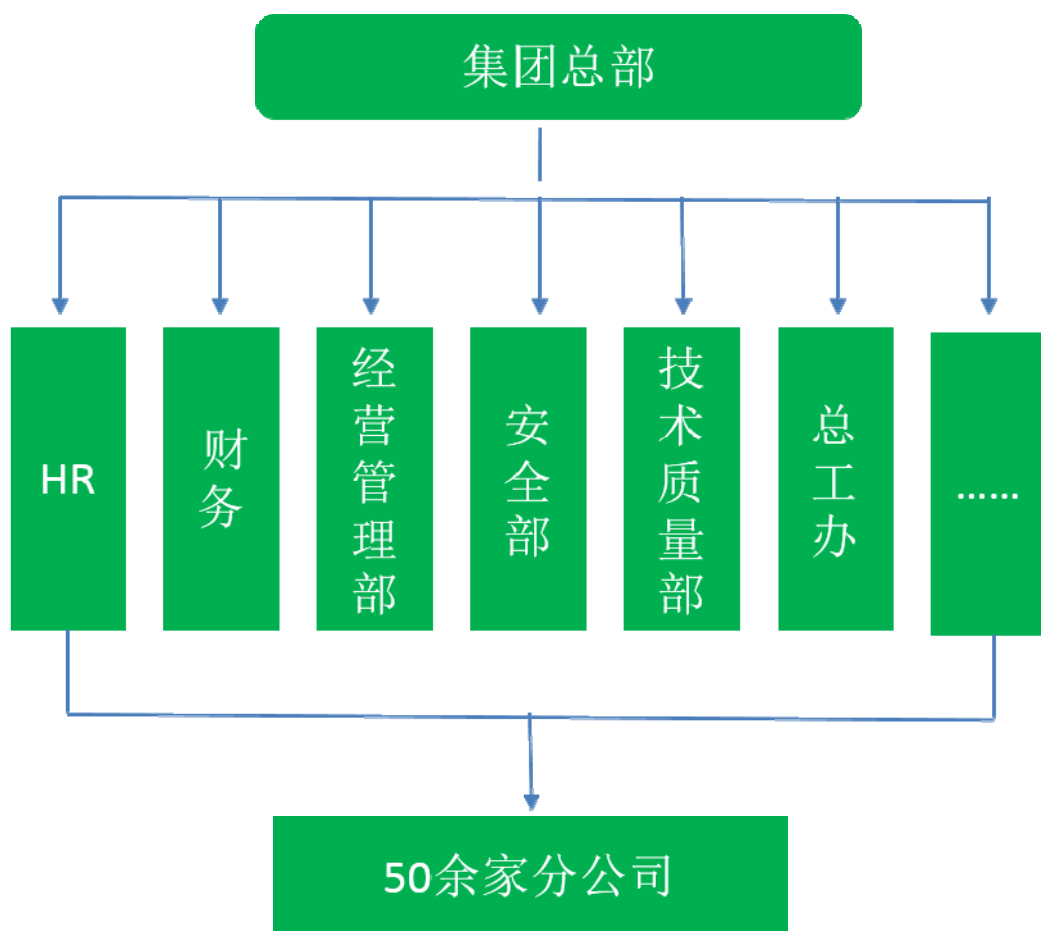 集团总部
HR
财务
经营管理部
安全部
技术质量部
总工办
……
50余家分公司